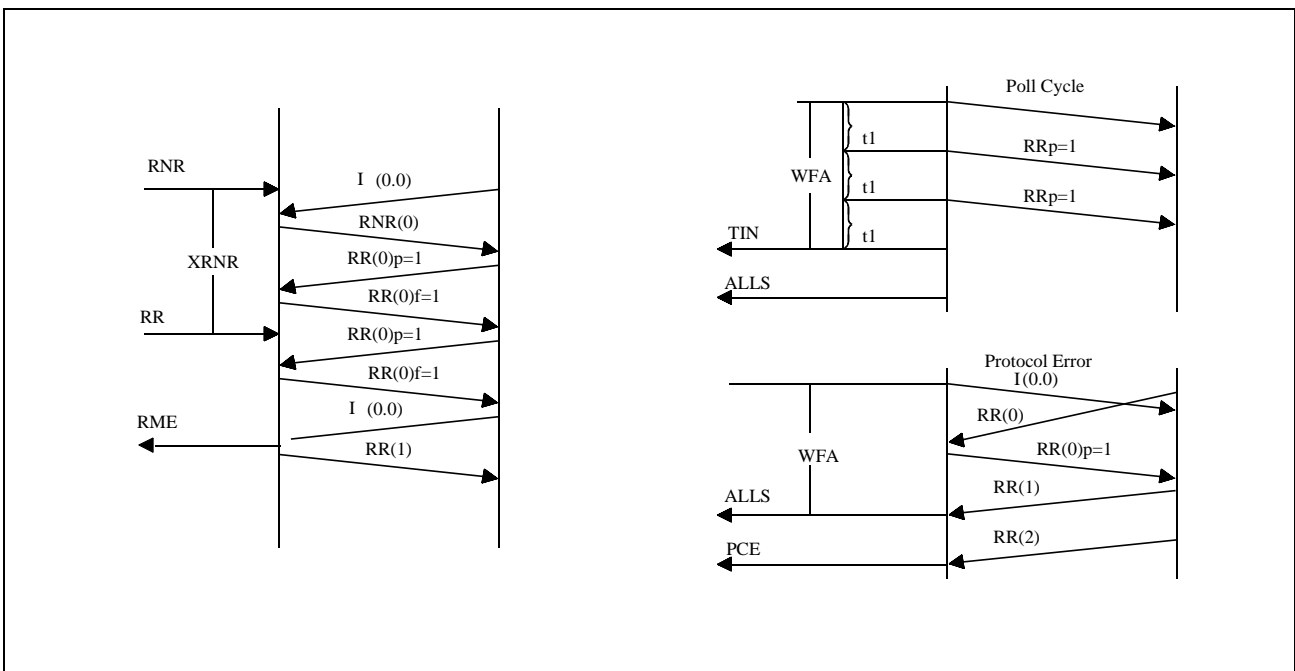 RNR
I (0.0)
RNR(0)
XRNR
RR(0)p=1
RR(0)f=1
RR
RR(0)p=1
RR(0)f=1
I (0.0)
RME
RR(1)
Poll Cycle
t1
RRp=1
WFA
t1
RRp=1
TIN
t1
ALLS
Protocol Error
I(0.0)
RR(0)
WFA
RR(0)p=1
RR(1)
ALLS
PCE
RR(2)